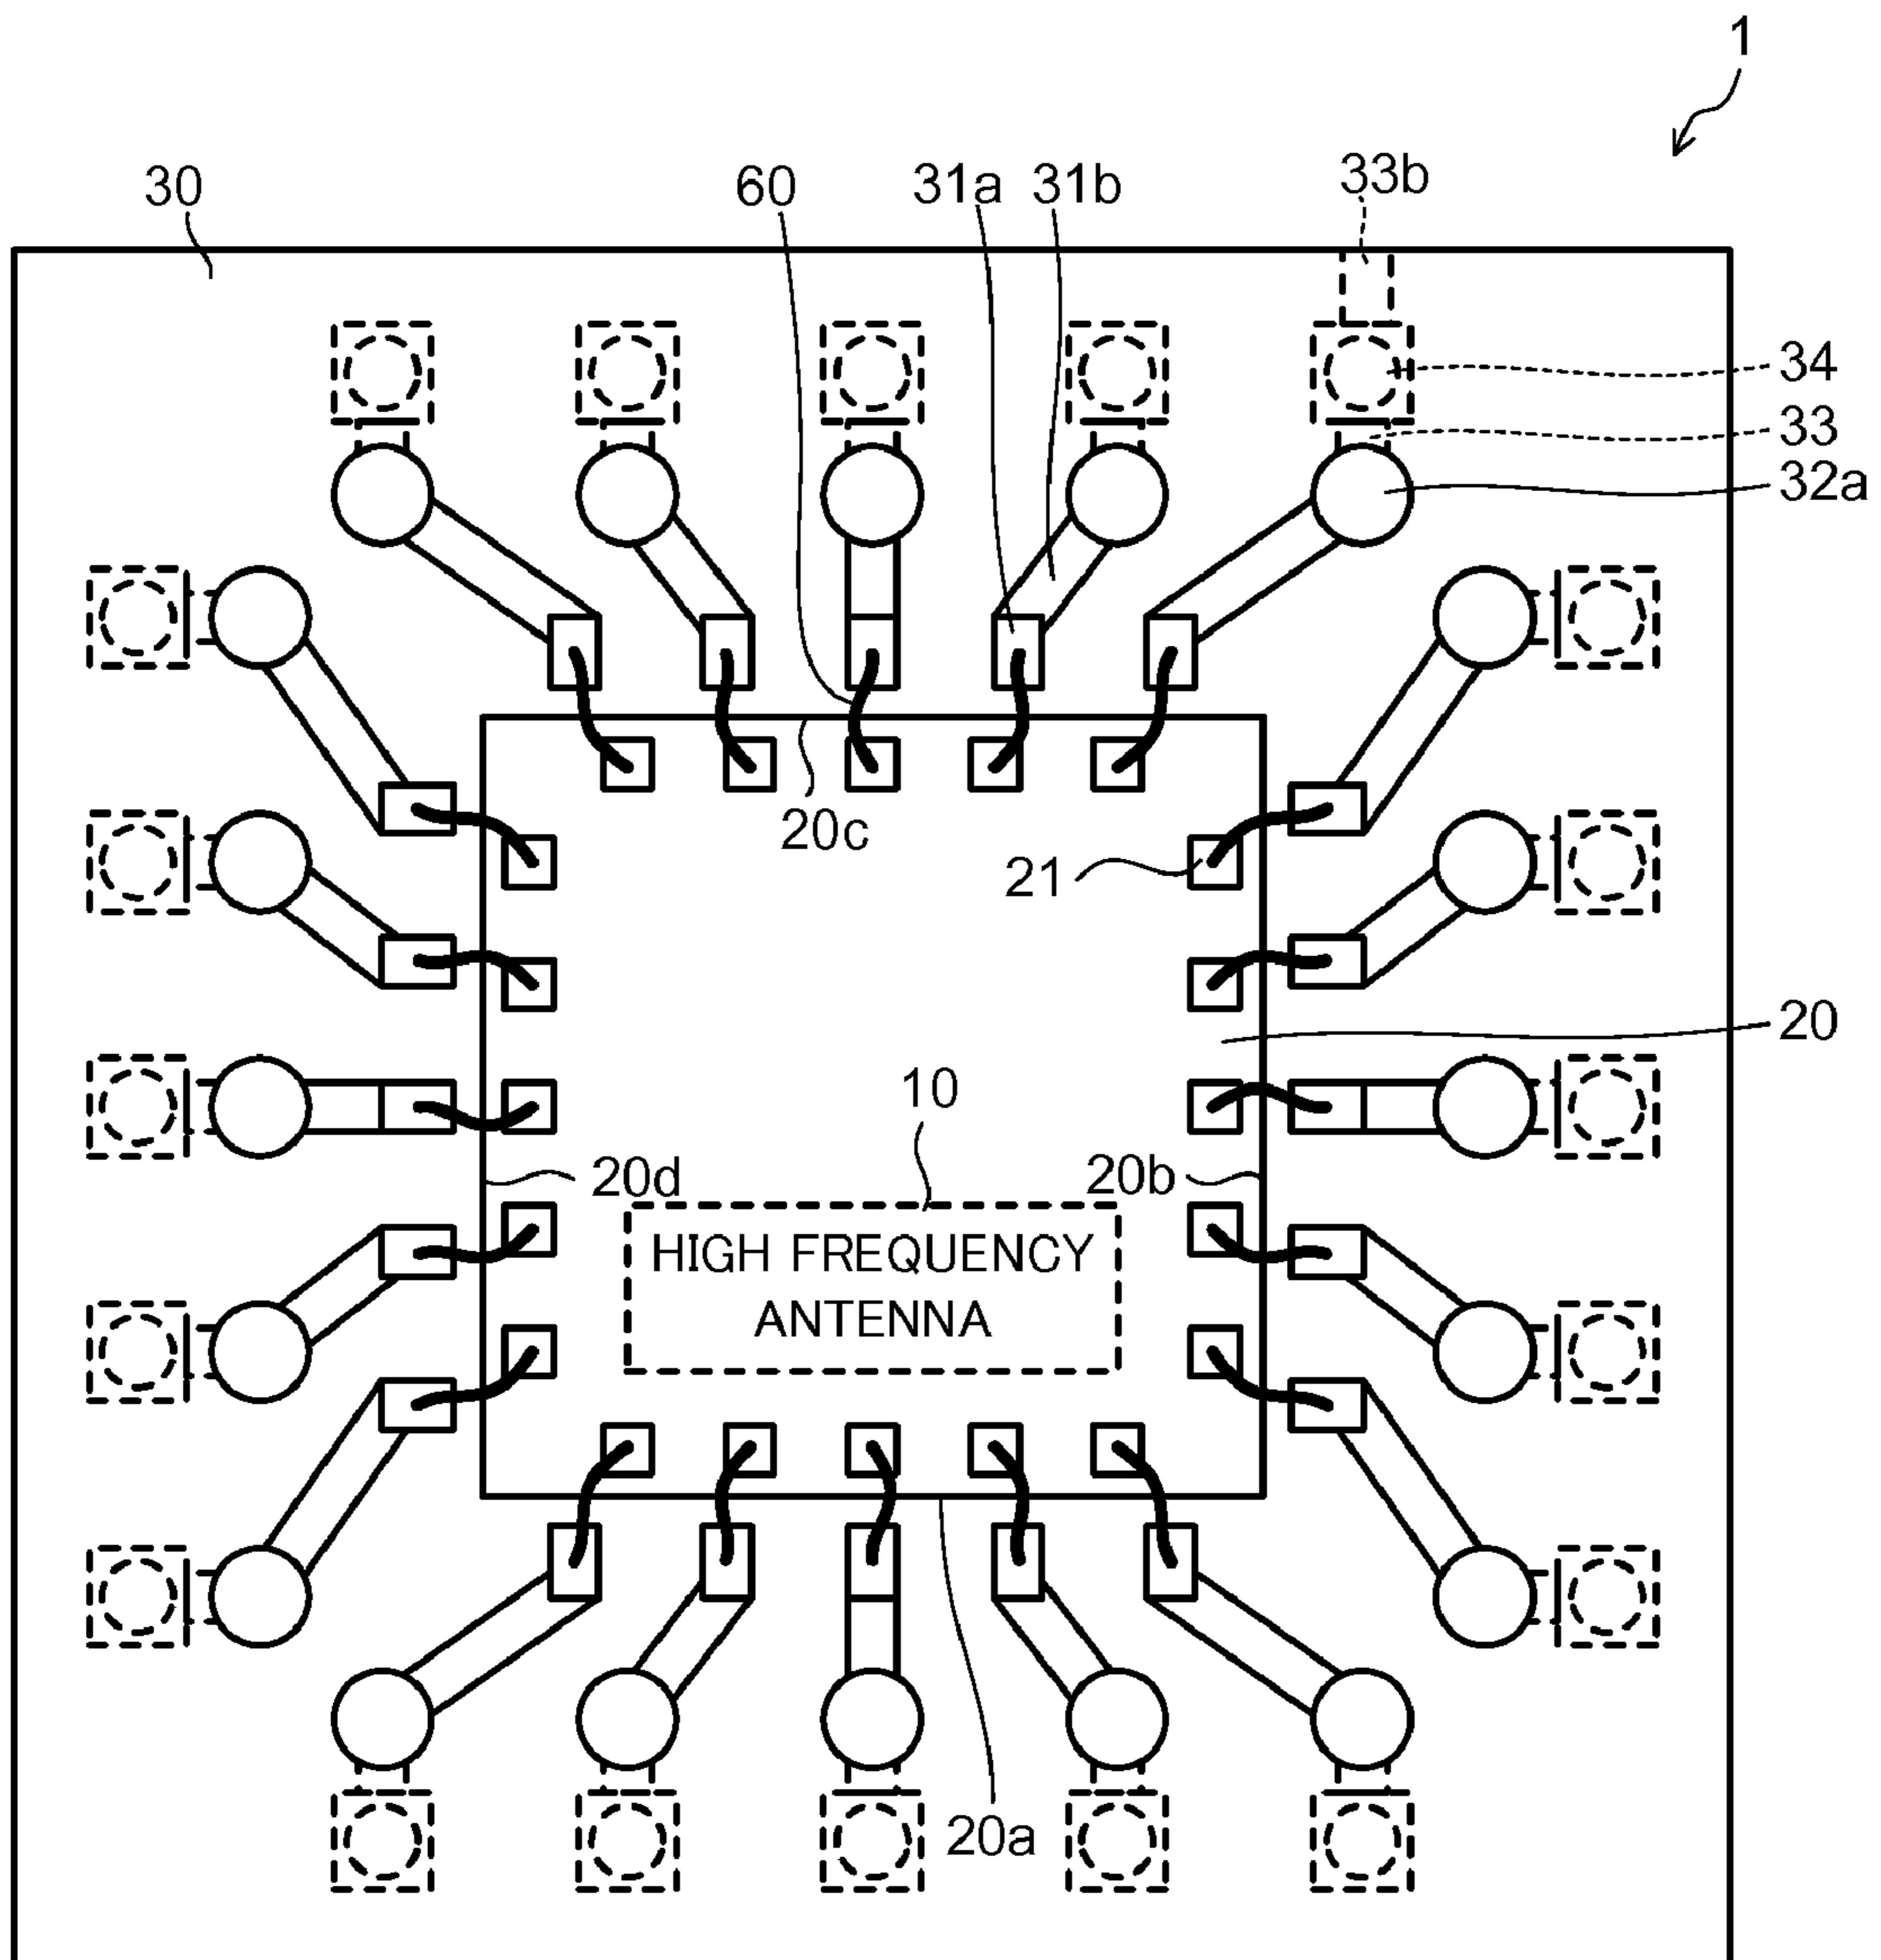 1
30
60
31a
31b
33b
34
33
32a
20c
21
20
10
20d
20b
HIGH FREQUENCY
ANTENNA
20a